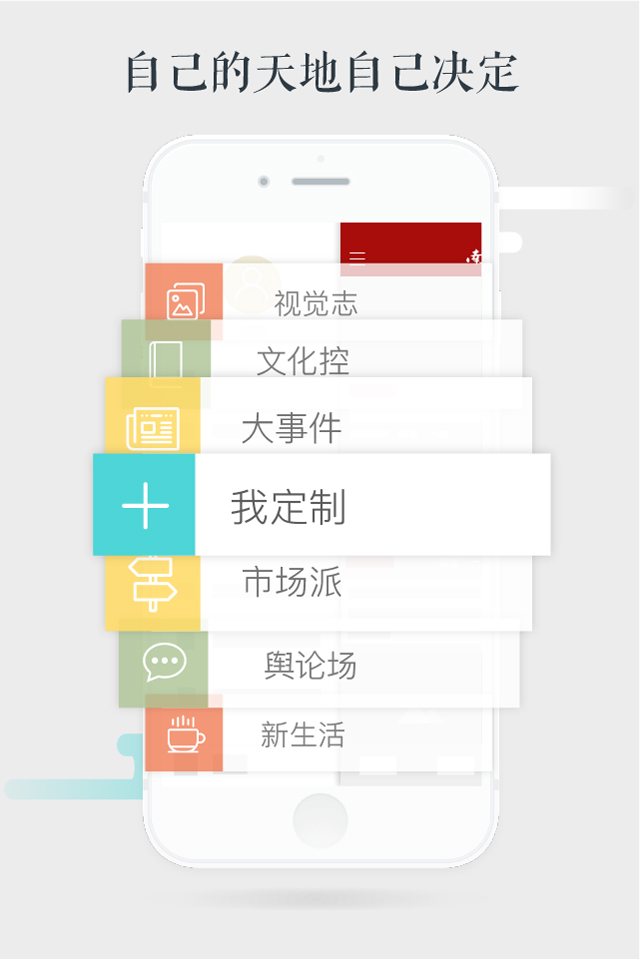 自己的天地自己决定
视觉志
文化控
大事件
我定制
市场派
舆论场
新生活